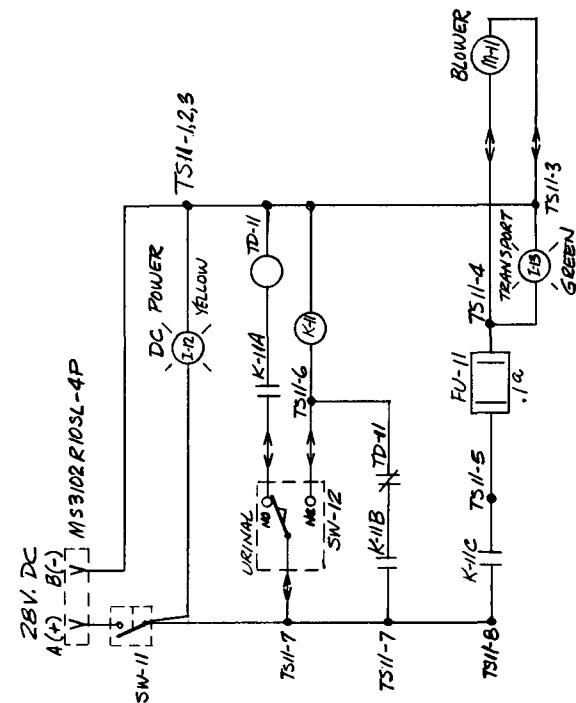 28V. DC
A(+) B(-) MS3102R10SL-4P
SW-11
DC POWER
I-12
YELLOW
TS11-1,2,3
URINAL
NO
NC
SW-12
TS11-7
K-11A
TD-11
TS11-6
K-11
TS11-7
K-11B
TD-11
TS11-8
K-11C
TS11-5
FU-11
.1a
TS11-4
TRANSPORT
I-13
GREEN
TS11-3
BLOWER
M-11